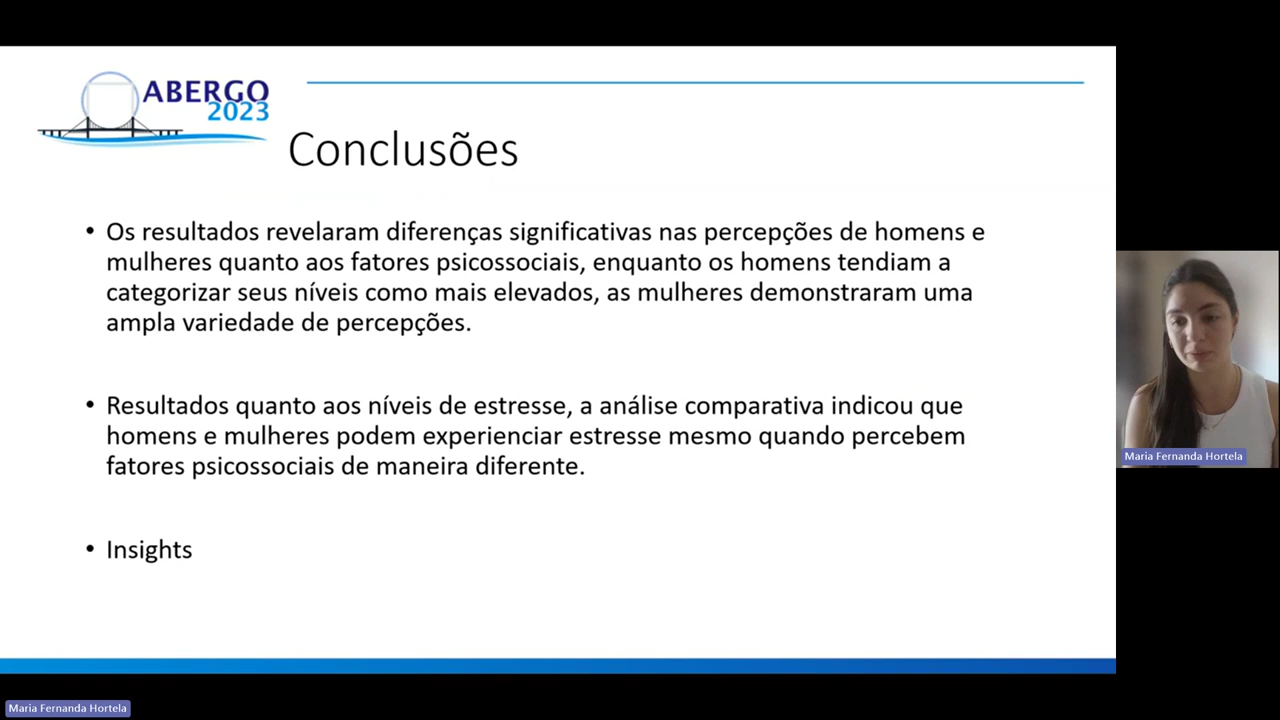 ABERGO
2023
Conclusões
• Os resultados revelaram diferenças significativas nas percepções de homens e
mulheres quanto aos fatores psicossociais, enquanto os homens tendiam a
categorizar seus níveis como mais elevados, as mulheres demonstraram uma
ampla variedade de percepções.
• Resultados quanto aos níveis de estresse, a análise comparativa indicou que
homens e mulheres podem experienciar estresse mesmo quando percebem
fatores psicossociais de maneira diferente.
• Insights
Maria Fernanda Hortela
Maria Fernanda Hortela